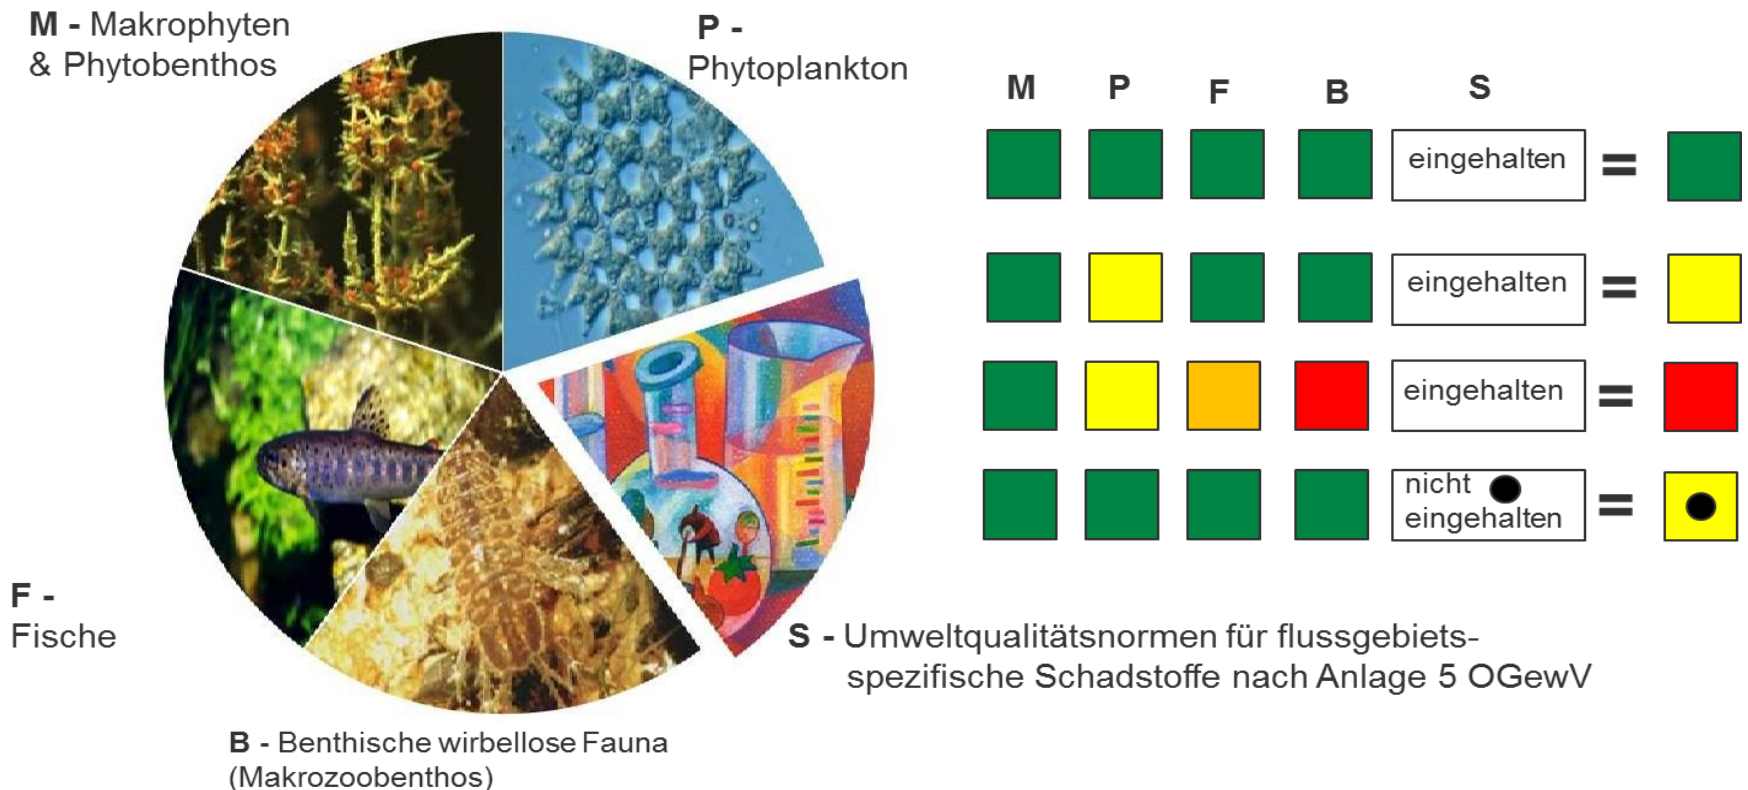 M - Makrophyten
& Phytobenthos
P -
Phytoplankton
F -
Fische
B - Benthische wirbellose Fauna
(Makrozoobenthos)
S - Umweltqualitätsnormen für flussgebiets-
spezifische Schadstoffe nach Anlage 5 OGewV
M P F B S
eingehalten =
eingehalten =
eingehalten =
nicht
eingehalten =